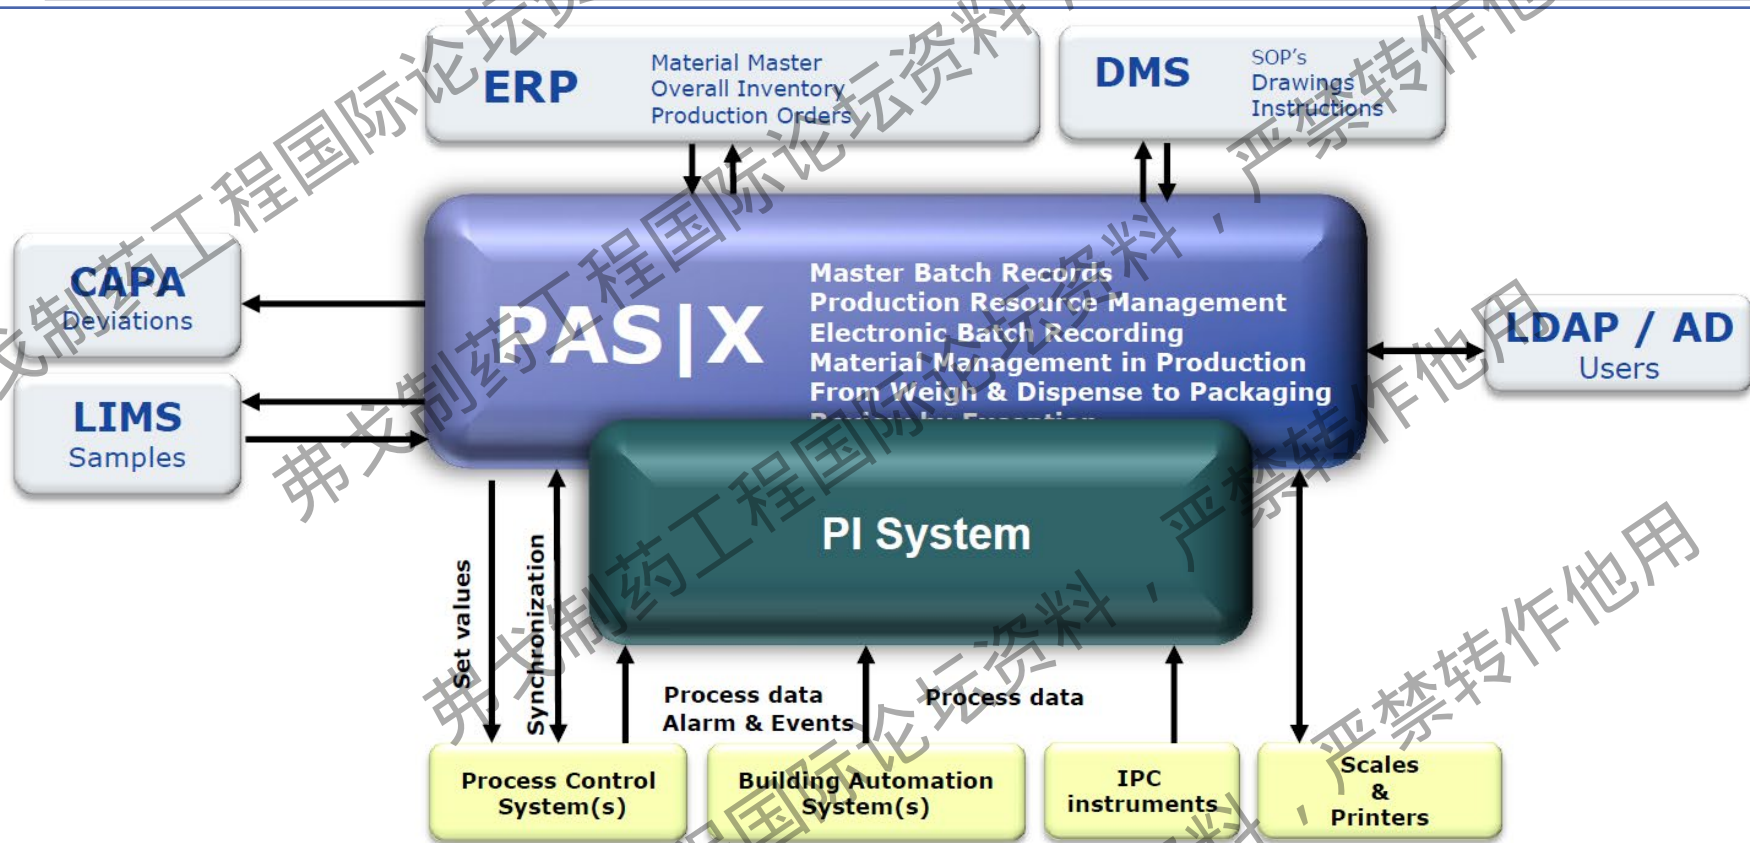 ERP
Material Master
Overall Inventory
Production Orders
DMS
SOP's
Drawings
Instructions
CAPA
Deviations
LIMS
Samples
PAS|X
Master Batch Records
Production Resource Management
Electronic Batch Recording
Material Management in Production
From Weigh & Dispense to Packaging
Review by Exception
LDAP / AD
Users
PI System
Set values
Synchronization
Process data
Alarm & Events
Process data
Process Control
System(s)
Building Automation
System(s)
IPC
instruments
Scales
&
Printers
弗戈制药工程国际论坛资料，严禁转作他用
弗戈制药工程国际论坛资料，严禁转作他用
弗戈制药工程国际论坛资料，严禁转作他用